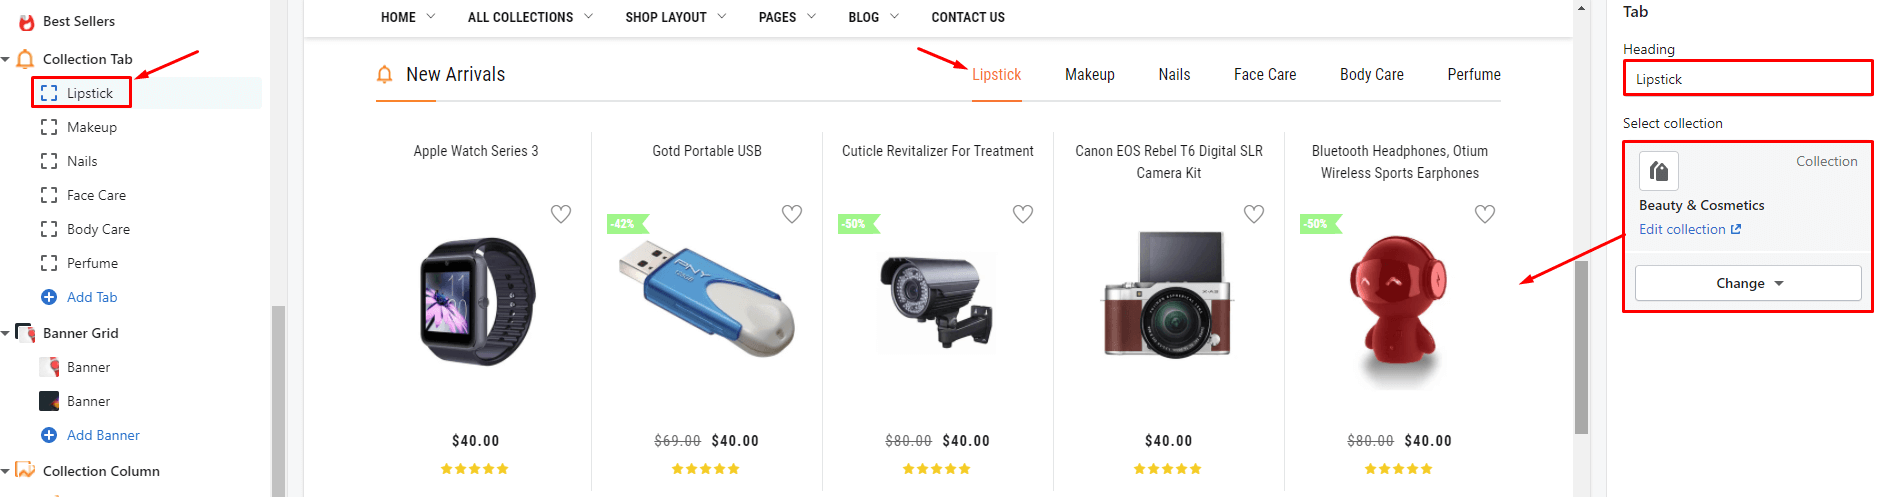 Best Sellers
Collection Tab
Lipstick
Makeup
Nails
Face Care
Body Care
Perfume
Add Tab
Banner Grid
Banner
Banner
Add Banner
Collection Column
HOME ALL COLLECTIONS SHOP LAYOUT PAGES BLOG CONTACT US
New Arrivals
Lipstick Makeup Nails Face Care Body Care Perfume
Apple Watch Series 3
$40.00
Gotd Portable USB
-42%
PNY
$69.00 $40.00
Cuticle Revitalizer For Treatment
-50%
$80.00 $40.00
Canon EOS Rebel T6 Digital SLR
Camera Kit
$40.00
Bluetooth Headphones, Otium
Wireless Sports Earphones
-50%
$80.00 $40.00
Tab
Heading
Lipstick
Select collection
Collection
Beauty & Cosmetics
Edit collection
Change